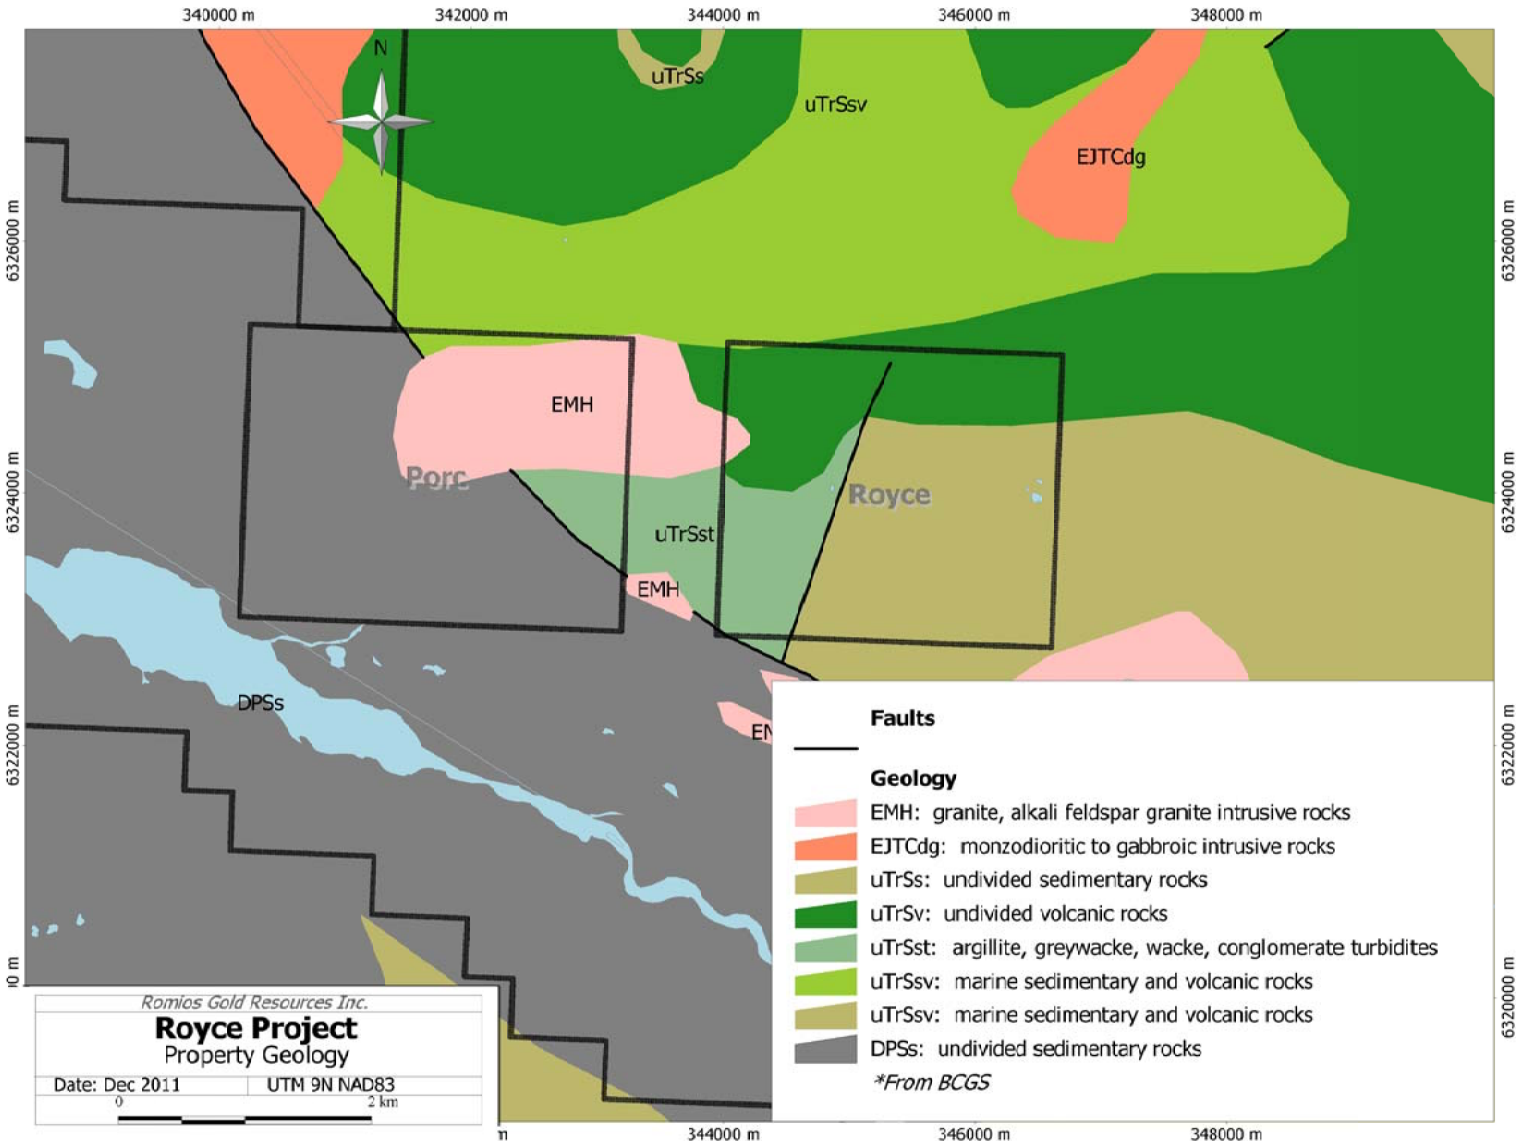 340000 m 342000 m 344000 m 346000 m 348000 m
N
uTrSs
uTrSsv
EJTCdg
6326000 m
6326000 m
EMH
Porc
Royce
6324000 m
6324000 m
uTrSst
EMH
DPSs
6322000 m
6322000 m
Faults
Geology
EMH: granite, alkali feldspar granite intrusive rocks
EJTCdg: monzodioritic to gabbroic intrusive rocks
uTrSs: undivided sedimentary rocks
uTrSv: undivided volcanic rocks
uTrSst: argillite, greywacke, wacke, conglomerate turbidites
uTrSsv: marine sedimentary and volcanic rocks
uTrSsv: marine sedimentary and volcanic rocks
DPSs: undivided sedimentary rocks
*From BCGS
6320000 m
Romios Gold Resources Inc.
Royce Project
Property Geology
Date: Dec 2011 UTM 9N NAD83
0 2 km
344000 m 346000 m 348000 m